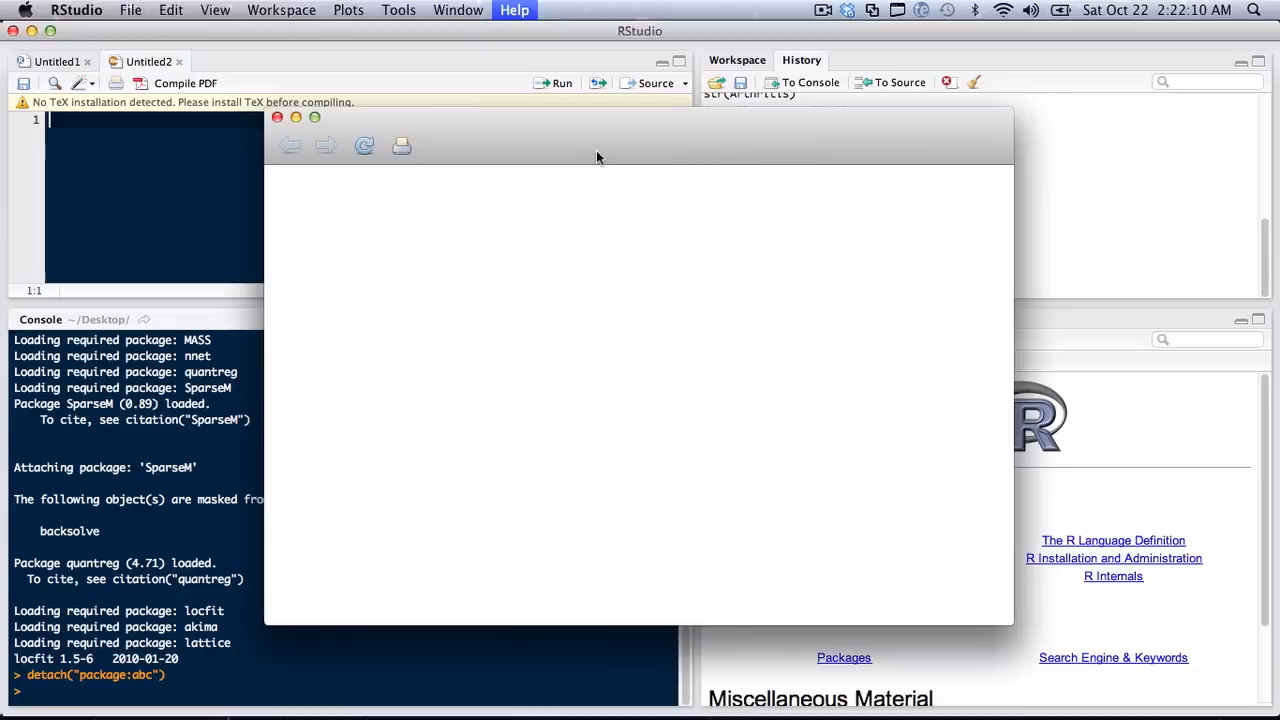 RStudio File Edit View Workspace Plots Tools Window Help Sat Oct 22 2:22:10 AM
RStudio
Untitled1 Untitled2
Compile PDF Run Source
No TeX installation detected. Please install TeX before compiling.
1
1:1
Workspace History
To Console To Source
str(Arthritis)
Console ~/Desktop/
Loading required package: MASS
Loading required package: nnet
Loading required package: quantreg
Loading required package: SparseM
Package SparseM (0.89) loaded.
To cite, see citation("SparseM")
Attaching package: 'SparseM'
The following object(s) are masked fro
backsolve
Package quantreg (4.71) loaded.
To cite, see citation("quantreg")
Loading required package: locfit
Loading required package: akima
Loading required package: lattice
locfit 1.5-6 2010-01-20
> detach("package:abc")
>
R
The R Language Definition
R Installation and Administration
R Internals
Packages Search Engine & Keywords
Miscellaneous Material